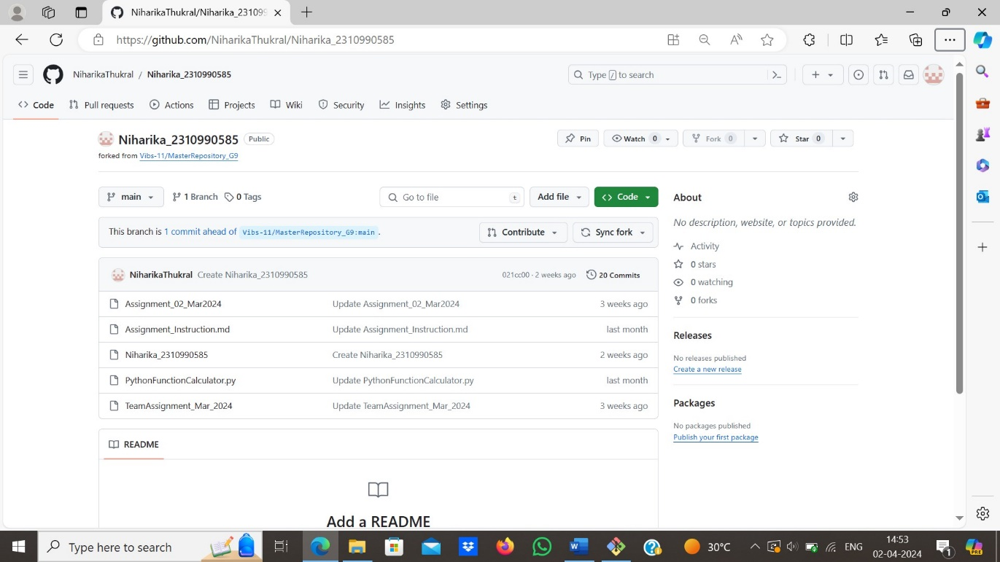 NiharikaThukral/Niharika_23109
https://github.com/NiharikaThukral/Niharika_2310990585
NiharikaThukral / Niharika_2310990585
Type / to search
Code Pull requests Actions Projects Wiki Security Insights Settings
Niharika_2310990585 Public
Pin Watch 0 Fork 0 Star 0
forked from Vibs-11/MasterRepository_G9
main 1 Branch 0 Tags Go to file t Add file Code
About
No description, website, or topics provided.
This branch is 1 commit ahead of Vibs-11/MasterRepository_G9:main .
Contribute Sync fork
Activity
0 stars
0 watching
0 forks
NiharikaThukral Create Niharika_2310990585 021cc00 · 2 weeks ago 20 Commits
Assignment_02_Mar2024 Update Assignment_02_Mar2024 3 weeks ago
Assignment_Instruction.md Update Assignment_Instruction.md last month
Niharika_2310990585 Create Niharika_2310990585 2 weeks ago
PythonFunctionCalculator.py Update PythonFunctionCalculator.py last month
TeamAssignment_Mar_2024 Update TeamAssignment_Mar_2024 3 weeks ago
Releases
No releases published
Create a new release
Packages
No packages published
Publish your first package
README
Add a README
Type here to search
30°C
ENG
14:53
02-04-2024
1
PRE